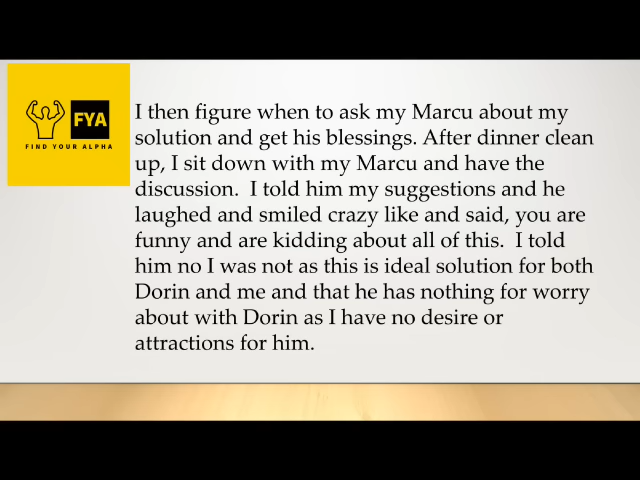 FYA
FIND YOUR ALPHA
I then figure when to ask my Marcu about my
solution and get his blessings. After dinner clean
up, I sit down with my Marcu and have the
discussion.  I told him my suggestions and he
laughed and smiled crazy like and said, you are
funny and are kidding about all of this.  I told
him no I was not as this is ideal solution for both
Dorin and me and that he has nothing for worry
about with Dorin as I have no desire or
attractions for him.